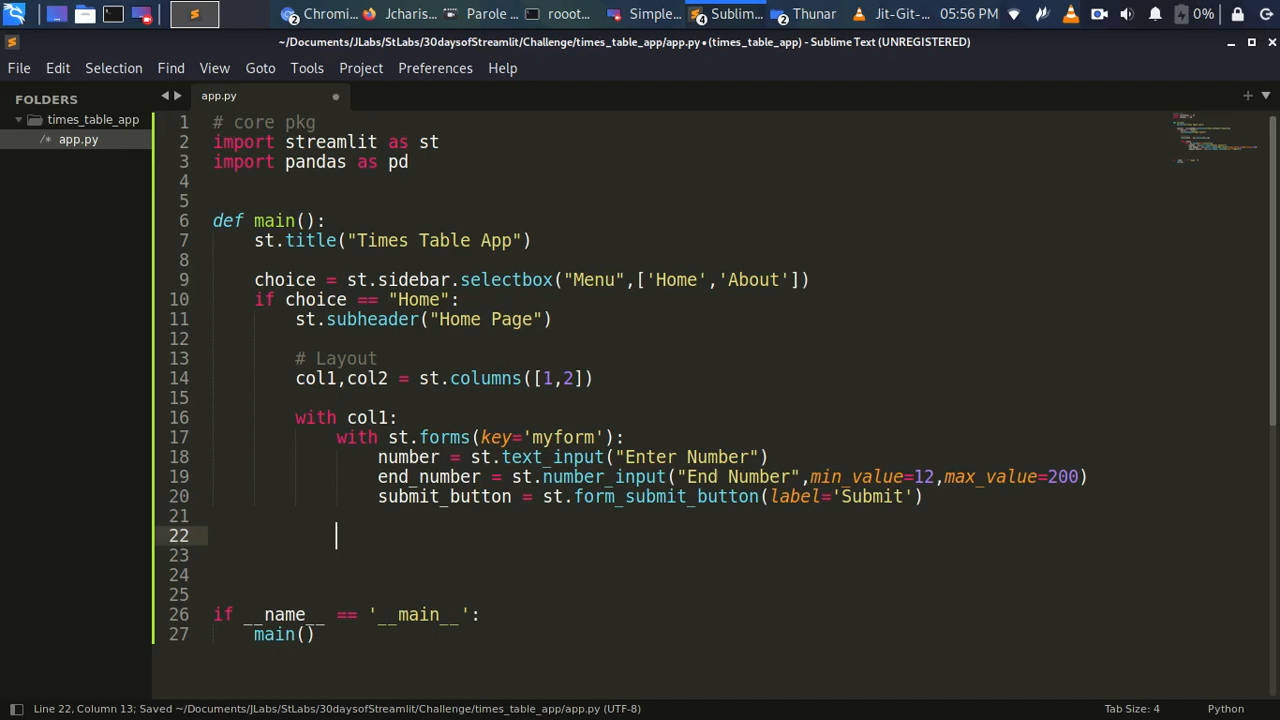 Chromi...
Jcharis...
Parole ...
rooot...
Simple...
Sublim...
Thunar
Jit-Git-...
05:56 PM
0%
~/Documents/JLabs/StLabs/30daysofStreamlit/Challenge/times_table_app/app.py • (times_table_app) - Sublime Text (UNREGISTERED)
File Edit Selection Find View Goto Tools Project Preferences Help
FOLDERS
times_table_app
/* app.py
app.py
1 # core pkg
2 import streamlit as st
3 import pandas as pd
4
5
6 def main():
7 st.title("Times Table App")
8
9 choice = st.sidebar.selectbox("Menu",['Home','About'])
10 if choice == "Home":
11 st.subheader("Home Page")
12
13 # Layout
14 col1,col2 = st.columns([1,2])
15
16 with col1:
17 with st.forms(key='myform'):
18 number = st.text_input("Enter Number")
19 end_number = st.number_input("End Number",min_value=12,max_value=200)
20 submit_button = st.form_submit_button(label='Submit')
21
22
23
24
25
26 if __name__ == '__main__':
27 main()
Line 22, Column 13; Saved ~/Documents/JLabs/StLabs/30daysofStreamlit/Challenge/times_table_app/app.py (UTF-8)
Tab Size: 4
Python